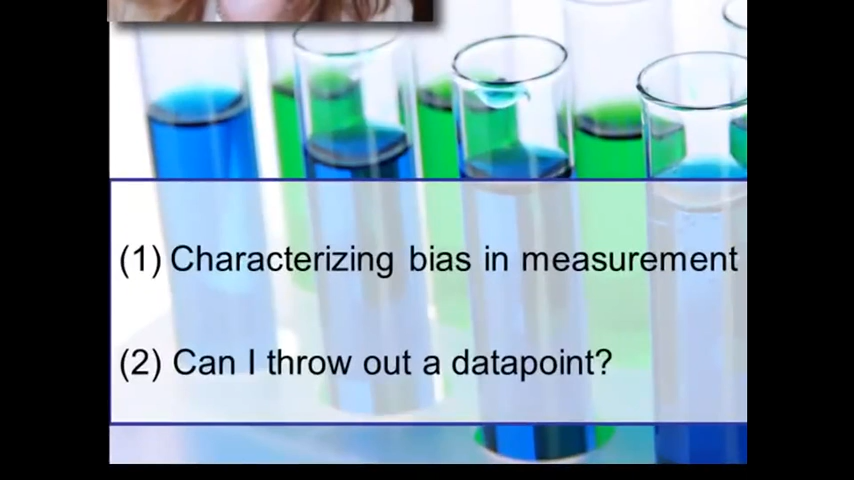 (1) Characterizing bias in measurement
(2) Can I throw out a datapoint?